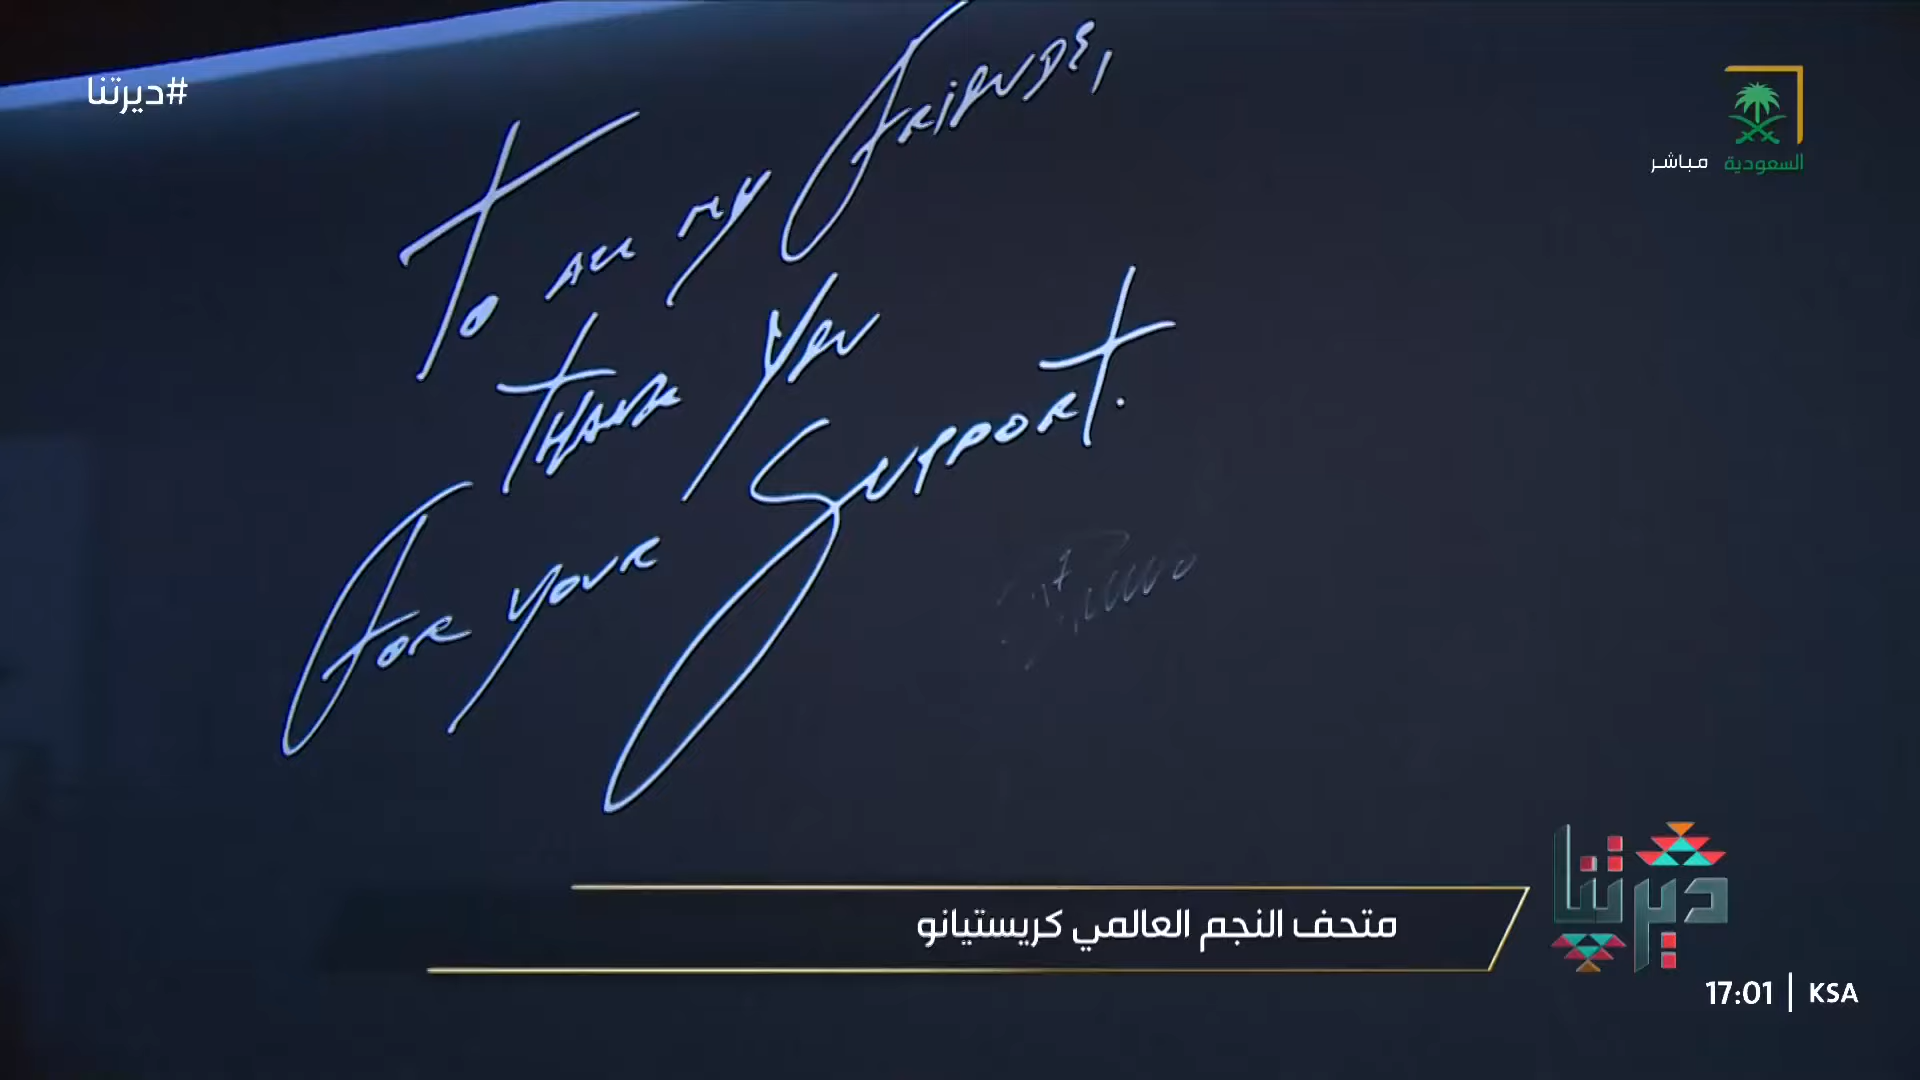 #ديرتنا
السعودية
مباشر
To all my Friends,
Thank you
For your Support.
متحف النجم العالمي كريستيانو
ديرتنا
17:01 | KSA